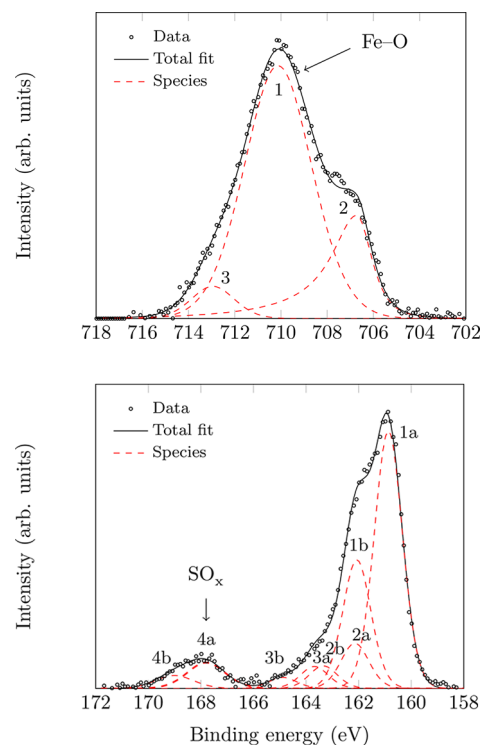 Data
Total fit
Species
Fe–O
1
2
3
Intensity (arb. units)
718 716 714 712 710 708 706 704 702
Data
Total fit
Species
1a
1b
SOx
4b 4a 3b 3a 2b 2a
Intensity (arb. units)
172 170 168 166 164 162 160 158
Binding energy (eV)